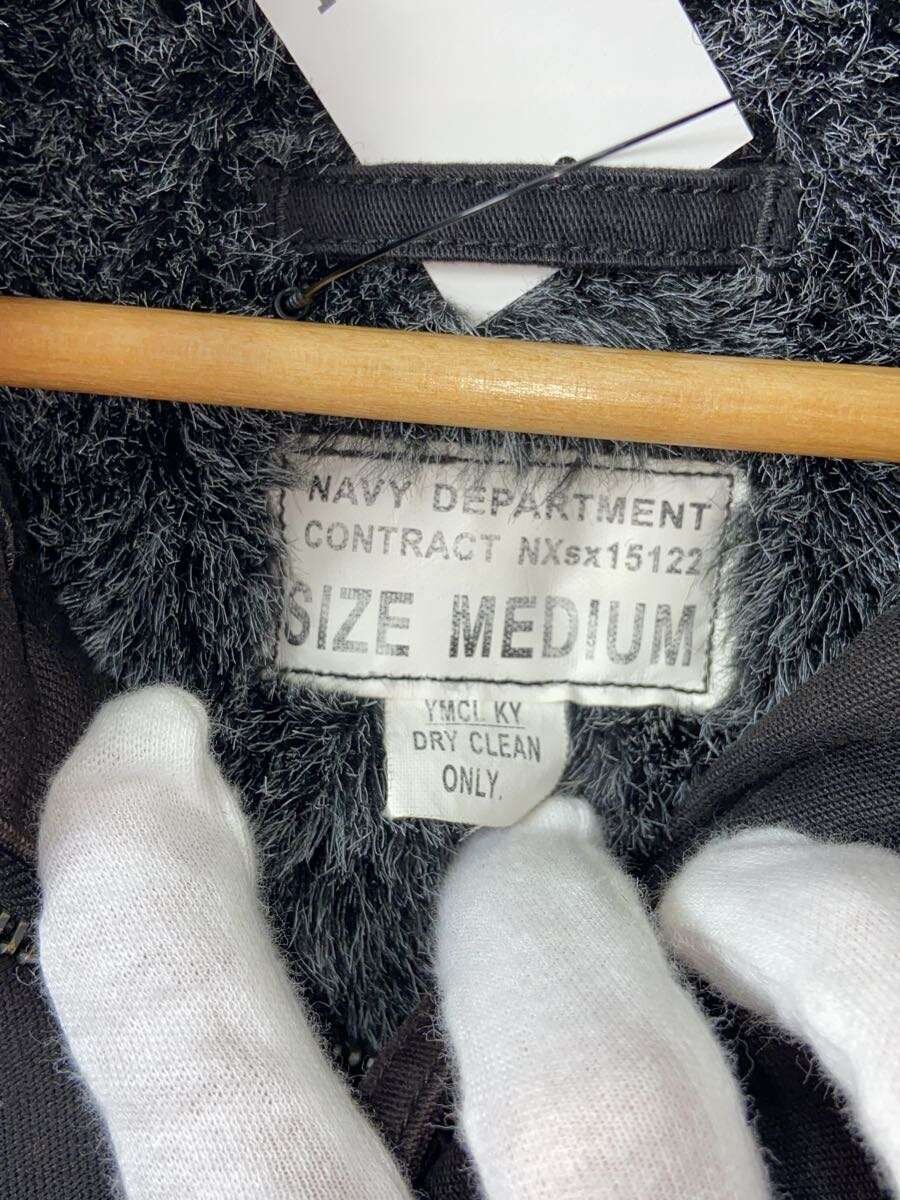 NAVY DEPARTMENT
CONTRACT NXsx15122
SIZE MEDIUM
YMCL KY
DRY CLEAN
ONLY.